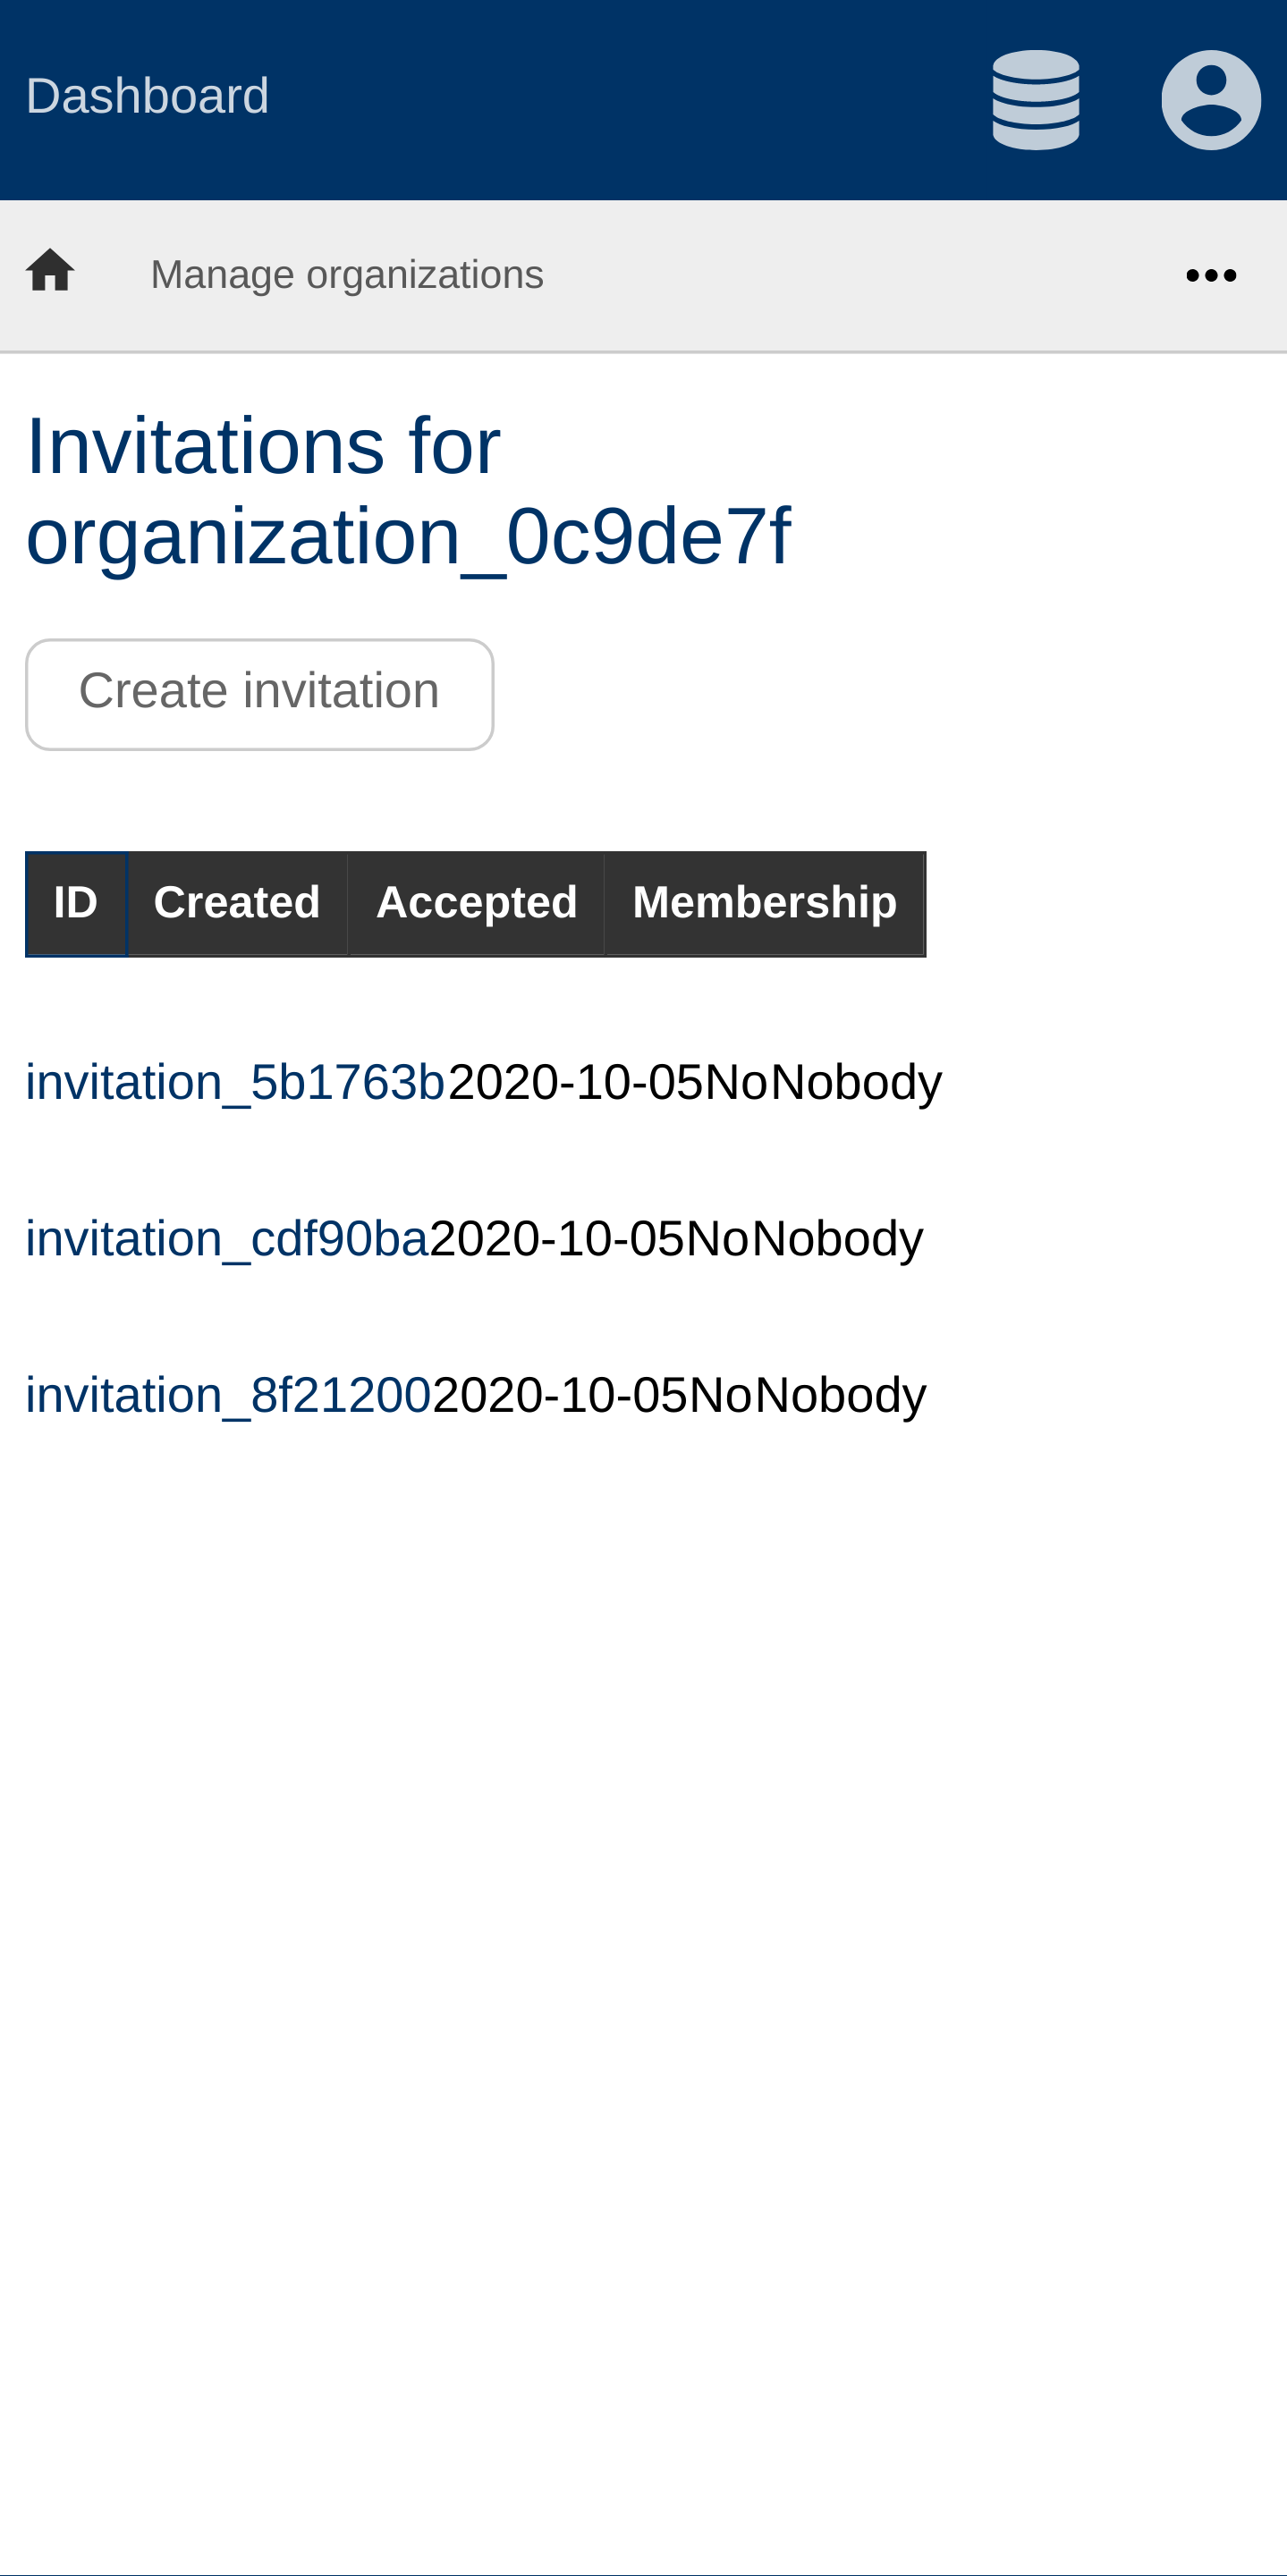 Dashboard
Manage organizations
Invitations for
organization_0c9de7f
Create invitation
ID Created Accepted Membership
invitation_5b1763b2020-10-05NoNobody
invitation_cdf90ba2020-10-05NoNobody
invitation_8f212002020-10-05NoNobody